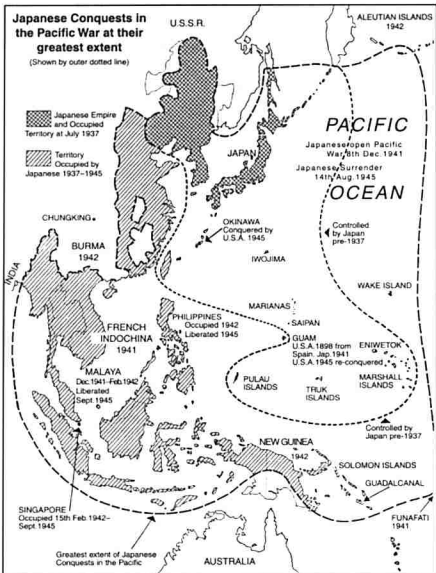 Japanese Conquests in
the Pacific War at their
greatest extent
(Shown by outer dotted line)
U.S.S.R.
ALEUTIAN ISLANDS
1942
Japanese Empire
and Occupied
Territory at July 1937
Territory
Occupied by
Japanese 1937–1945
JAPAN
PACIFIC
Japanese open Pacific
War 8th Dec. 1941
Japanese Surrender
14th Aug. 1945
OCEAN
CHUNGKING
OKINAWA
Conquered by
U.S.A. 1945
Controlled
by Japan
pre-1937
BURMA
1942
IWOJIMA
INDIA
WAKE ISLAND
MARIANAS
SAIPAN
PHILIPPINES
Occupied 1942
Liberated 1945
GUAM
U.S.A. 1898 from
Spain. Jap. 1941
U.S.A. 1945 re-conquered
ENIWETOK
FRENCH
INDOCHINA
1941
MALAYA
Dec. 1941–Feb. 1942
Liberated
Sept. 1945
PULAU
ISLANDS
TRUK
ISLANDS
MARSHALL
ISLANDS
Controlled by
Japan pre-1937
NEW GUINEA
1942
SOLOMON ISLANDS
GUADALCANAL
SINGAPORE
Occupied 15th Feb. 1942–
Sept. 1945
FUNAFATI
1941
Greatest extent of Japanese
Conquests in the Pacific
AUSTRALIA